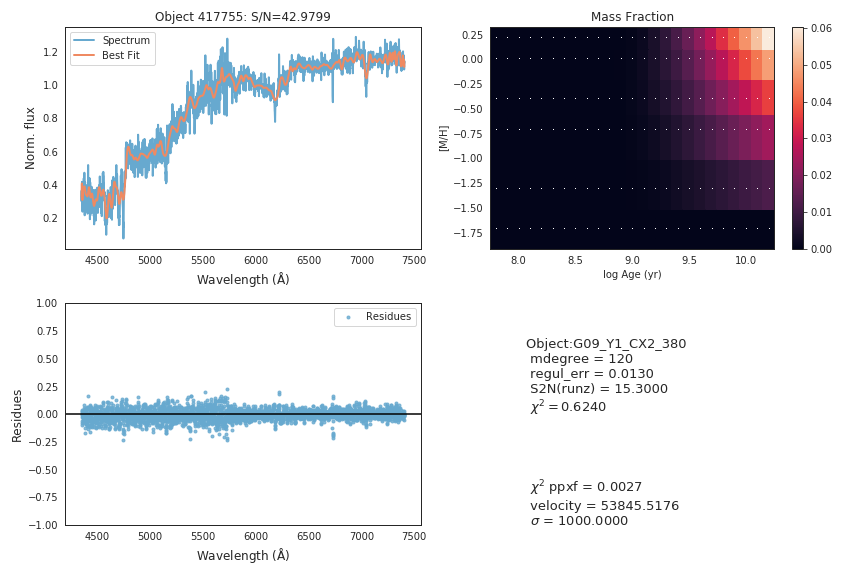 Object 417755: S/N=42.9799
Spectrum
Best Fit
Norm. flux
1.2
1.0
0.8
0.6
0.4
0.2
4500 5000 5500 6000 6500 7000 7500
Wavelength (Å)
Mass Fraction
[M/H]
0.25
0.00
−0.25
−0.50
−0.75
−1.00
−1.25
−1.50
−1.75
8.0 8.5 9.0 9.5 10.0
log Age (yr)
0.06
0.05
0.04
0.03
0.02
0.01
0.00
Residues
Residues
1.00
0.75
0.50
0.25
0.00
−0.25
−0.50
−0.75
−1.00
4500 5000 5500 6000 6500 7000 7500
Wavelength (Å)
Object:G09_Y1_CX2_380
mdegree = 120
regul_err = 0.0130
S2N(runz) = 15.3000
χ² = 0.6240
χ² ppxf = 0.0027
velocity = 53845.5176
σ = 1000.0000